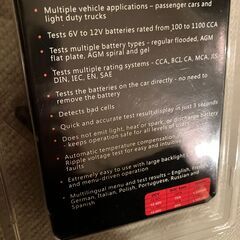 Multiple vehicle applications – passenger cars and
light duty trucks
Tests 6V to 12V batteries rated from 100 to 1100 CCA
Tests multiple battery types - regular flooded, AGM
flat plate, AGM spiral and gel
Tests multiple rating systems - CCA, BCI, CA, MCA, JIS,
DIN, IEC, EN, SAE
Tests the batteries on the car directly - no need to
remove the battery
Detects bad cells
Quick and accurate test result display in just 3 seconds
Does not emit light, heat or spark, or discharge battery
- keeps operation safe for all levels of users
Automatic temperature compensation
Ripple voltage test for easy and intuitive
faults
Extremely easy to use with large backlight
and menu-driven operation
Multilingual menu and test results – English,
German, Italian, Polish, Portuguese, Russian and
Spanish